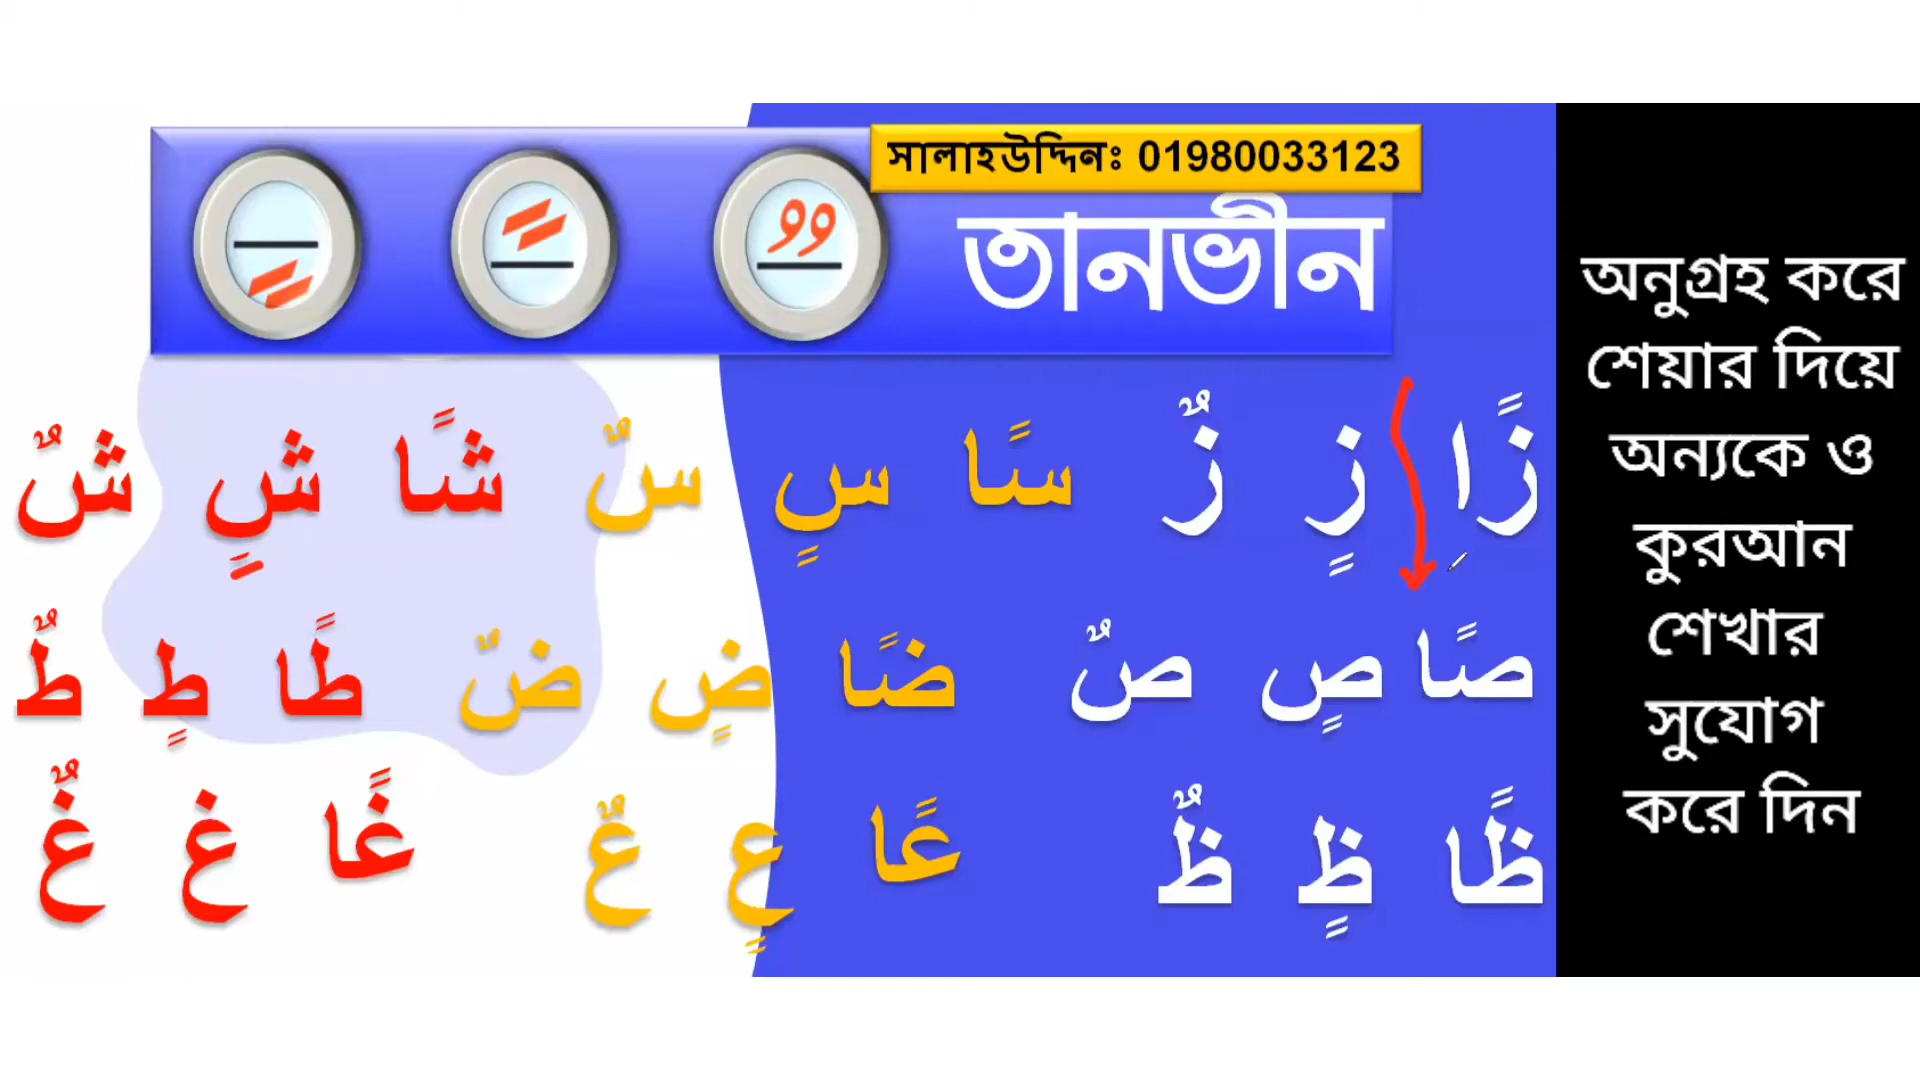 সালাহউদ্দিনঃ 01980033123
তানভীন
زًا زٍ زٌ سًا سٍ سٌ شًا شٍ شٌ
صًا صٍ صٌ ضًا ضٍ ضٌ طًا طٍ طٌ
ظًا ظٍ ظٌ عًا عٍ عٌ غًا غ غٌ
অনুগ্রহ করে
শেয়ার দিয়ে
অন্যকে ও
কুরআন
শেখার
সুযোগ
করে দিন